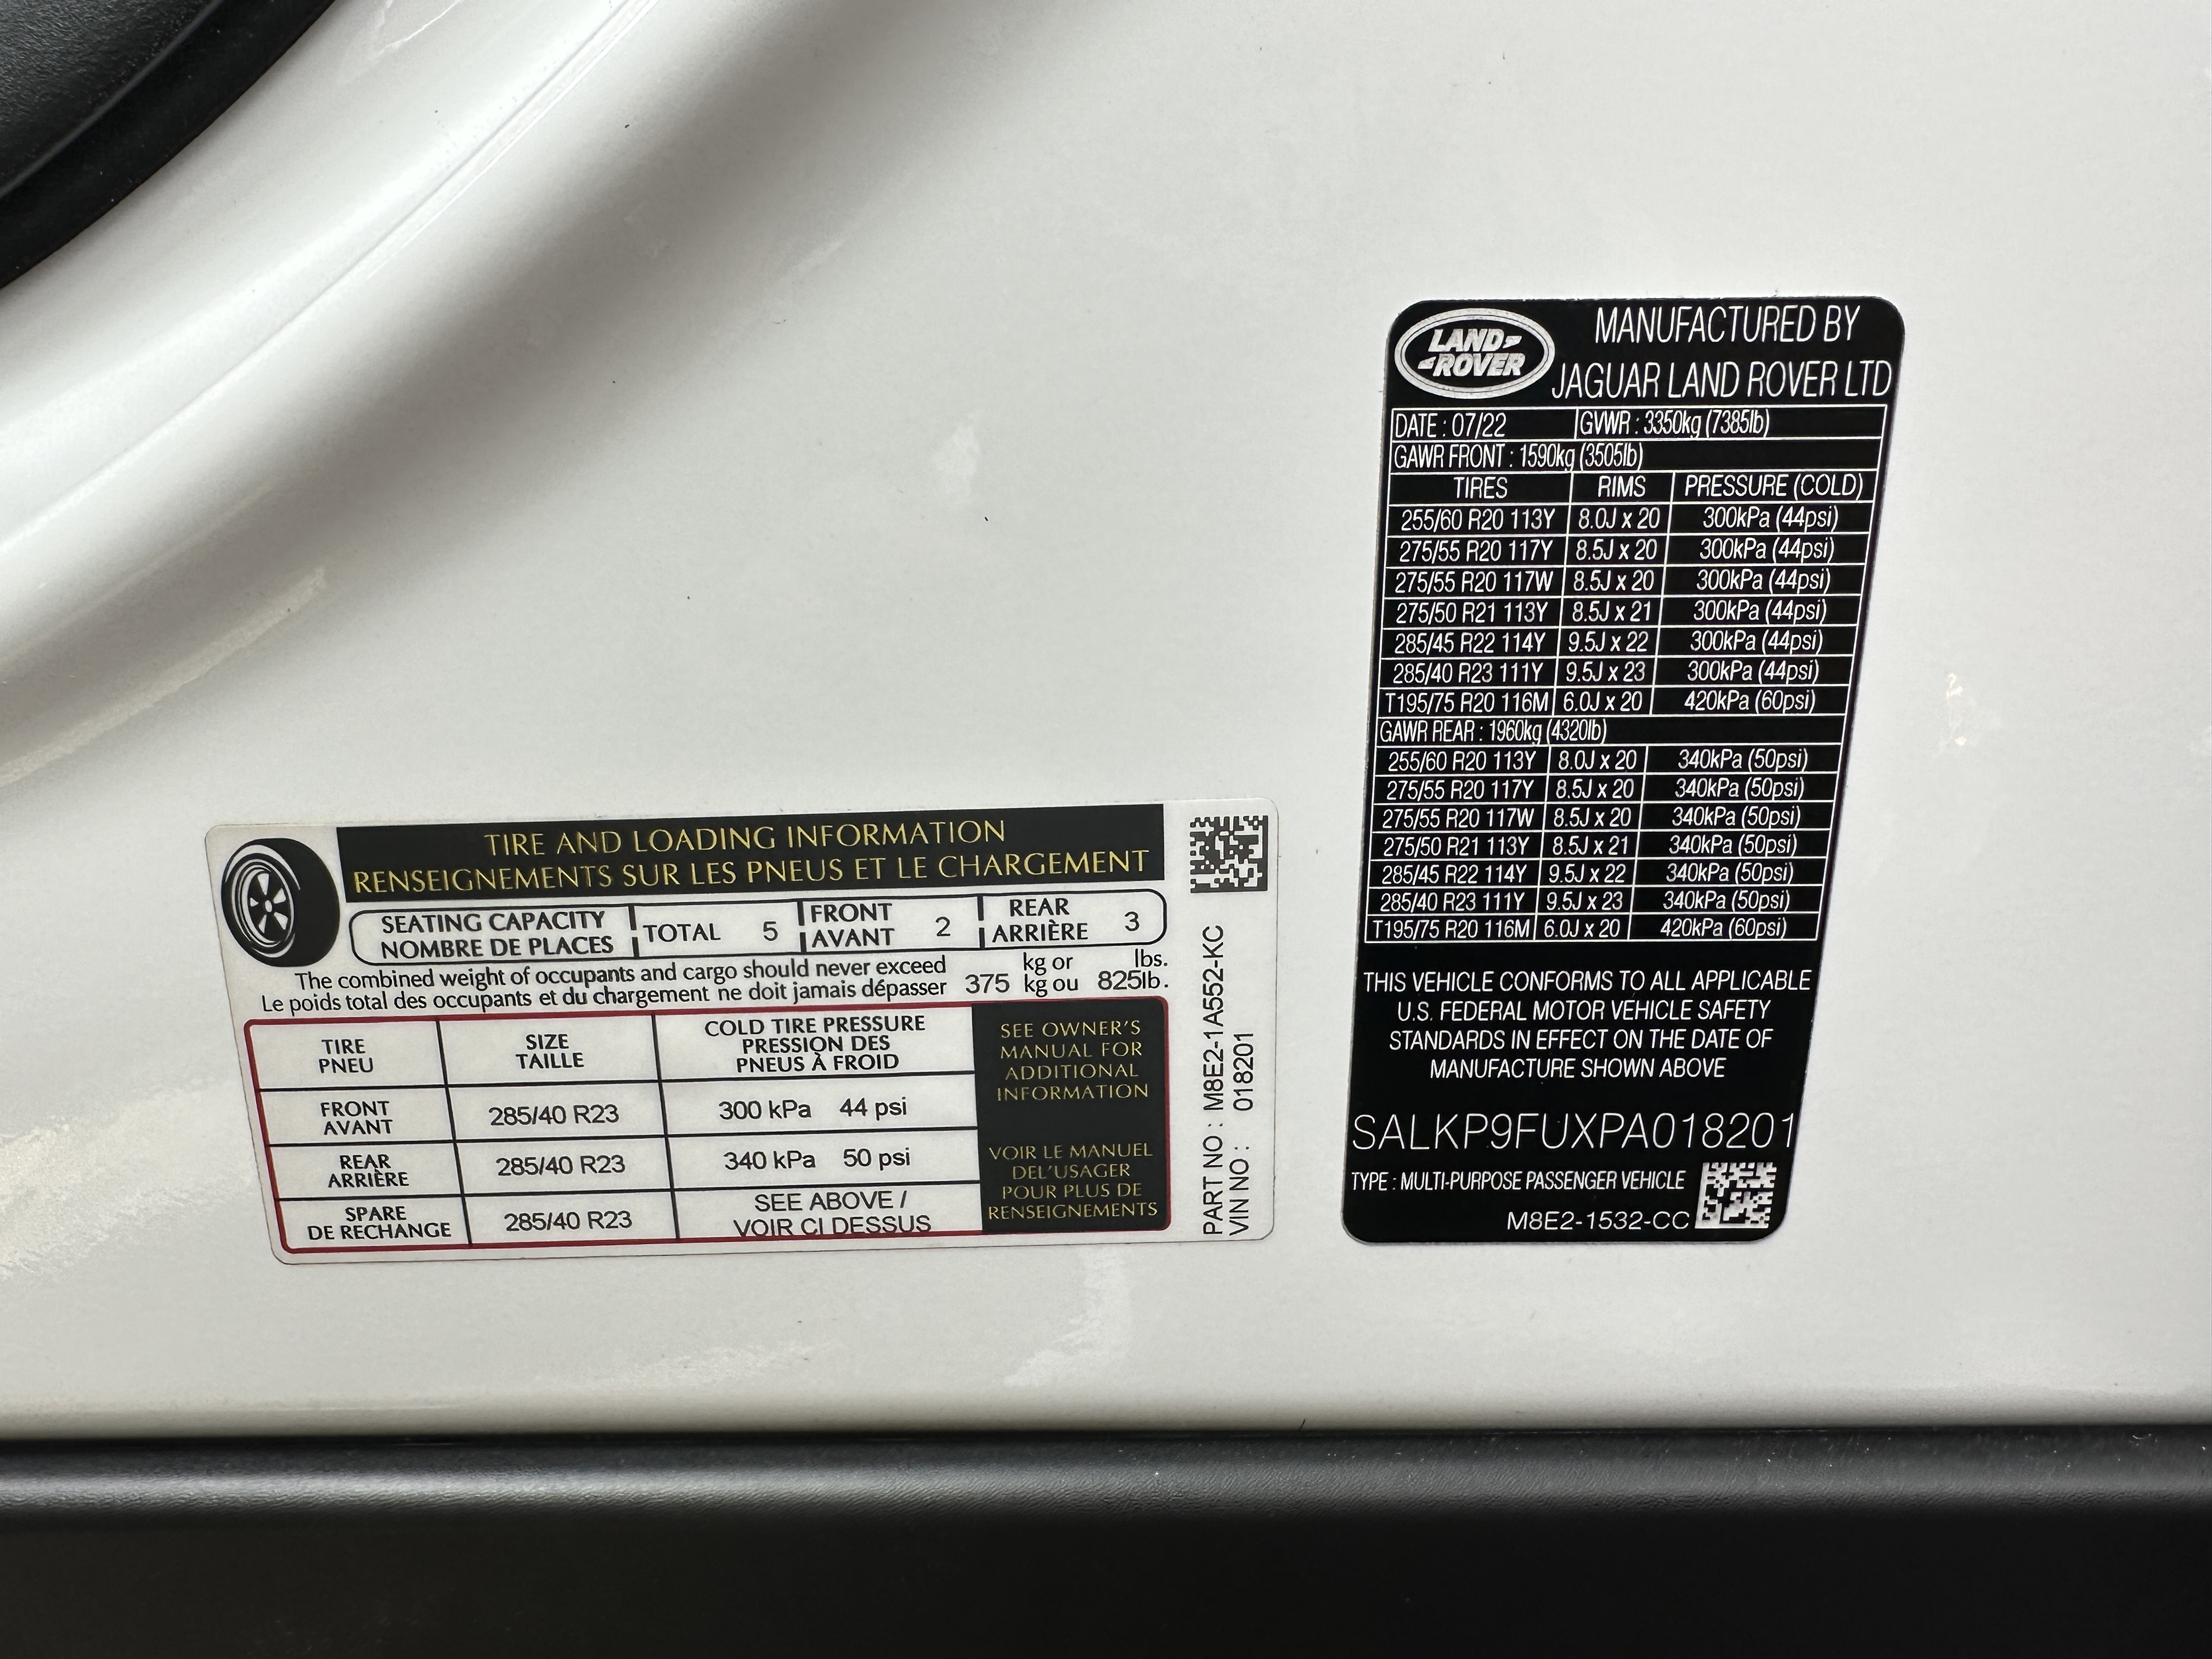 TIRE AND LOADING INFORMATION
RENSEIGNEMENTS SUR LES PNEUS ET LE CHARGEMENT
SEATING CAPACITY
NOMBRE DE PLACES
TOTAL 5
FRONT
AVANT 2
REAR
ARRIÈRE 3
The combined weight of occupants and cargo should never exceed
Le poids total des occupants et du chargement ne doit jamais dépasser
375 kg or
kg ou
lbs.
825lb.
TIRE
PNEU
SIZE
TAILLE
COLD TIRE PRESSURE
PRESSION DES
PNEUS À FROID
FRONT
AVANT
285/40 R23
300 kPa 44 psi
REAR
ARRIÈRE
285/40 R23
340 kPa 50 psi
SPARE
DE RECHANGE
285/40 R23
SEE ABOVE /
VOIR CI DESSUS
SEE OWNER'S
MANUAL FOR
ADDITIONAL
INFORMATION
VOIR LE MANUEL
DEL'USAGER
POUR PLUS DE
RENSEIGNEMENTS
PART NO : M8E2-1A552-KC
VIN NO : 018201
LAND
ROVER
MANUFACTURED BY
JAGUAR LAND ROVER LTD
DATE : 07/22 GVWR : 3350kg (7385lb)
GAWR FRONT : 1590kg (3505lb)
TIRES RIMS PRESSURE (COLD)
255/60 R20 113Y 8.0J x 20 300kPa (44psi)
275/55 R20 117Y 8.5J x 20 300kPa (44psi)
275/55 R20 117W 8.5J x 20 300kPa (44psi)
275/50 R21 113Y 8.5J x 21 300kPa (44psi)
285/45 R22 114Y 9.5J x 22 300kPa (44psi)
285/40 R23 111Y 9.5J x 23 300kPa (44psi)
T195/75 R20 116M 6.0J x 20 420kPa (60psi)
GAWR REAR : 1960kg (4320lb)
255/60 R20 113Y 8.0J x 20 340kPa (50psi)
275/55 R20 117Y 8.5J x 20 340kPa (50psi)
275/55 R20 117W 8.5J x 20 340kPa (50psi)
275/50 R21 113Y 8.5J x 21 340kPa (50psi)
285/45 R22 114Y 9.5J x 22 340kPa (50psi)
285/40 R23 111Y 9.5J x 23 340kPa (50psi)
T195/75 R20 116M 6.0J x 20 420kPa (60psi)
THIS VEHICLE CONFORMS TO ALL APPLICABLE
U.S. FEDERAL MOTOR VEHICLE SAFETY
STANDARDS IN EFFECT ON THE DATE OF
MANUFACTURE SHOWN ABOVE
SALKP9FUXPA018201
TYPE : MULTI-PURPOSE PASSENGER VEHICLE
M8E2-1532-CC